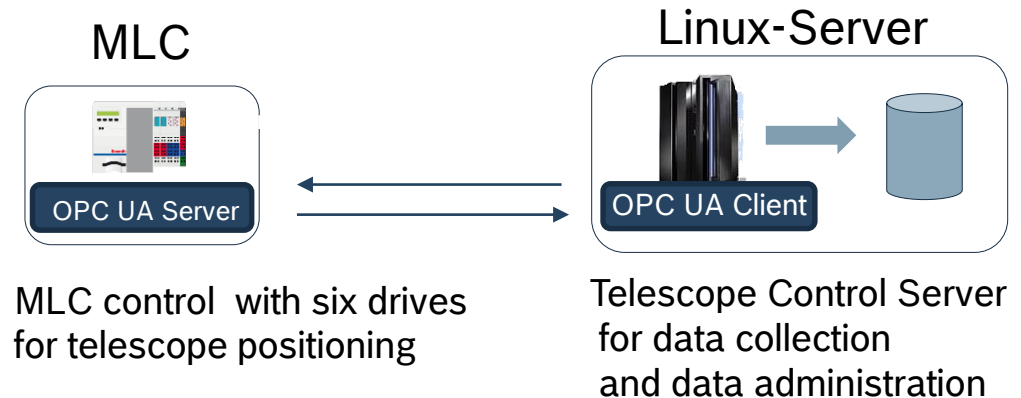 MLC
Linux-Server
OPC UA Server
OPC UA Client
MLC control with six drives
for telescope positioning
Telescope Control Server
for data collection
and data administration